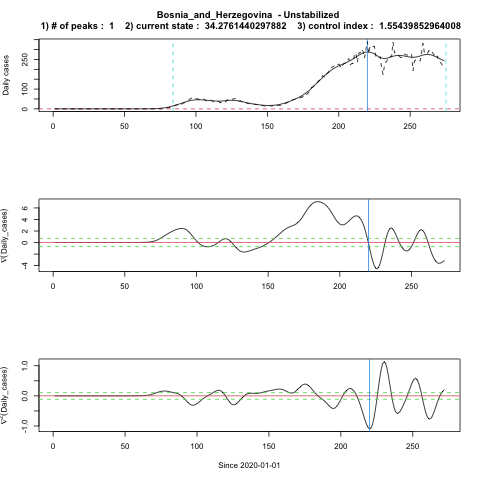 Bosnia_and_Herzegovina - Unstabilized
1) # of peaks : 1 2) current state : 34.2761440297882 3) control index : 1.55439852964008
Daily cases
250
100
0
0 50 100 150 200 250
∇(Daily_cases)
6
4
2
0
-4
0 50 100 150 200 250
∇²(Daily_cases)
1.0
0.0
-1.0
0 50 100 150 200 250
Since 2020-01-01